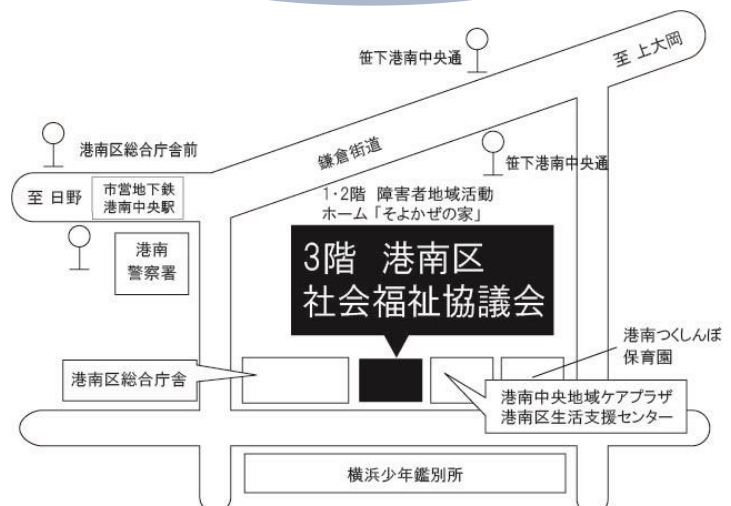 笹下港南中央通
至 上大岡
港南区総合庁舎前
鎌倉街道
笹下港南中央通
至 日野
市営地下鉄
港南中央駅
1・2階 障害者地域活動
ホーム「そよかぜの家」
港南
警察署
3階 港南区
社会福祉協議会
港南つくしんぼ
保育園
港南区総合庁舎
港南中央地域ケアプラザ
港南区生活支援センター
横浜少年鑑別所